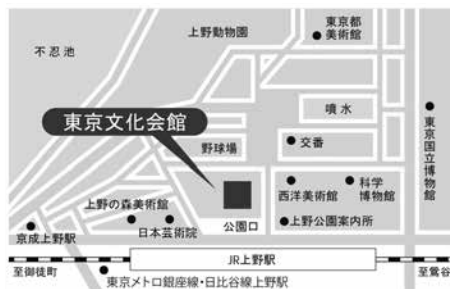 東京都
美術館
上野動物園
不忍池
噴水
東京文化会館
野球場
交番
東京国立博物館
西洋美術館
科学
博物館
上野の森美術館
日本芸術院
公園口
上野公園案内所
京成上野駅
JR上野駅
至御徒町
至鶯谷
東京メトロ銀座線・日比谷線上野駅